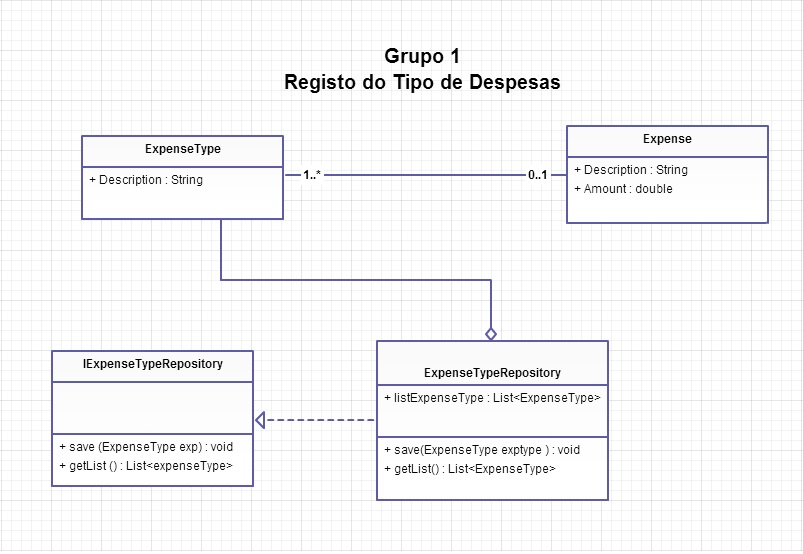 Grupo 1
Registo do Tipo de Despesas
ExpenseType
+ Description : String
1..*
0..1
Expense
+ Description : String
+ Amount : double
IExpenseTypeRepository
+ save (ExpenseType exp) : void
+ getList () : List<expenseType>
ExpenseTypeRepository
+ listExpenseType : List<ExpenseType>
+ save(ExpenseType exptype ) : void
+ getList() : List<ExpenseType>